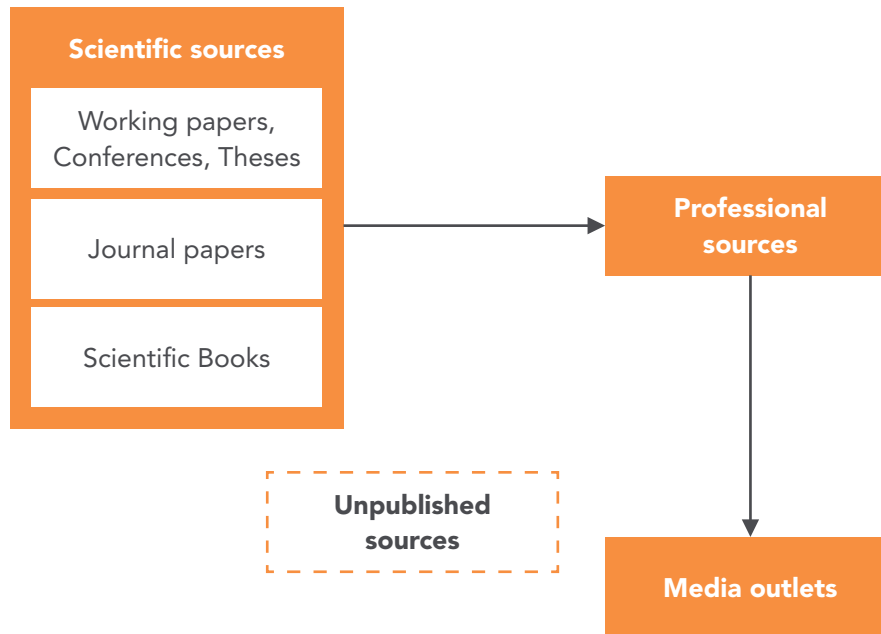 Scientific sources
Working papers,
Conferences, Theses
Journal papers
Scientific Books
Professional
sources
Unpublished
sources
Media outlets